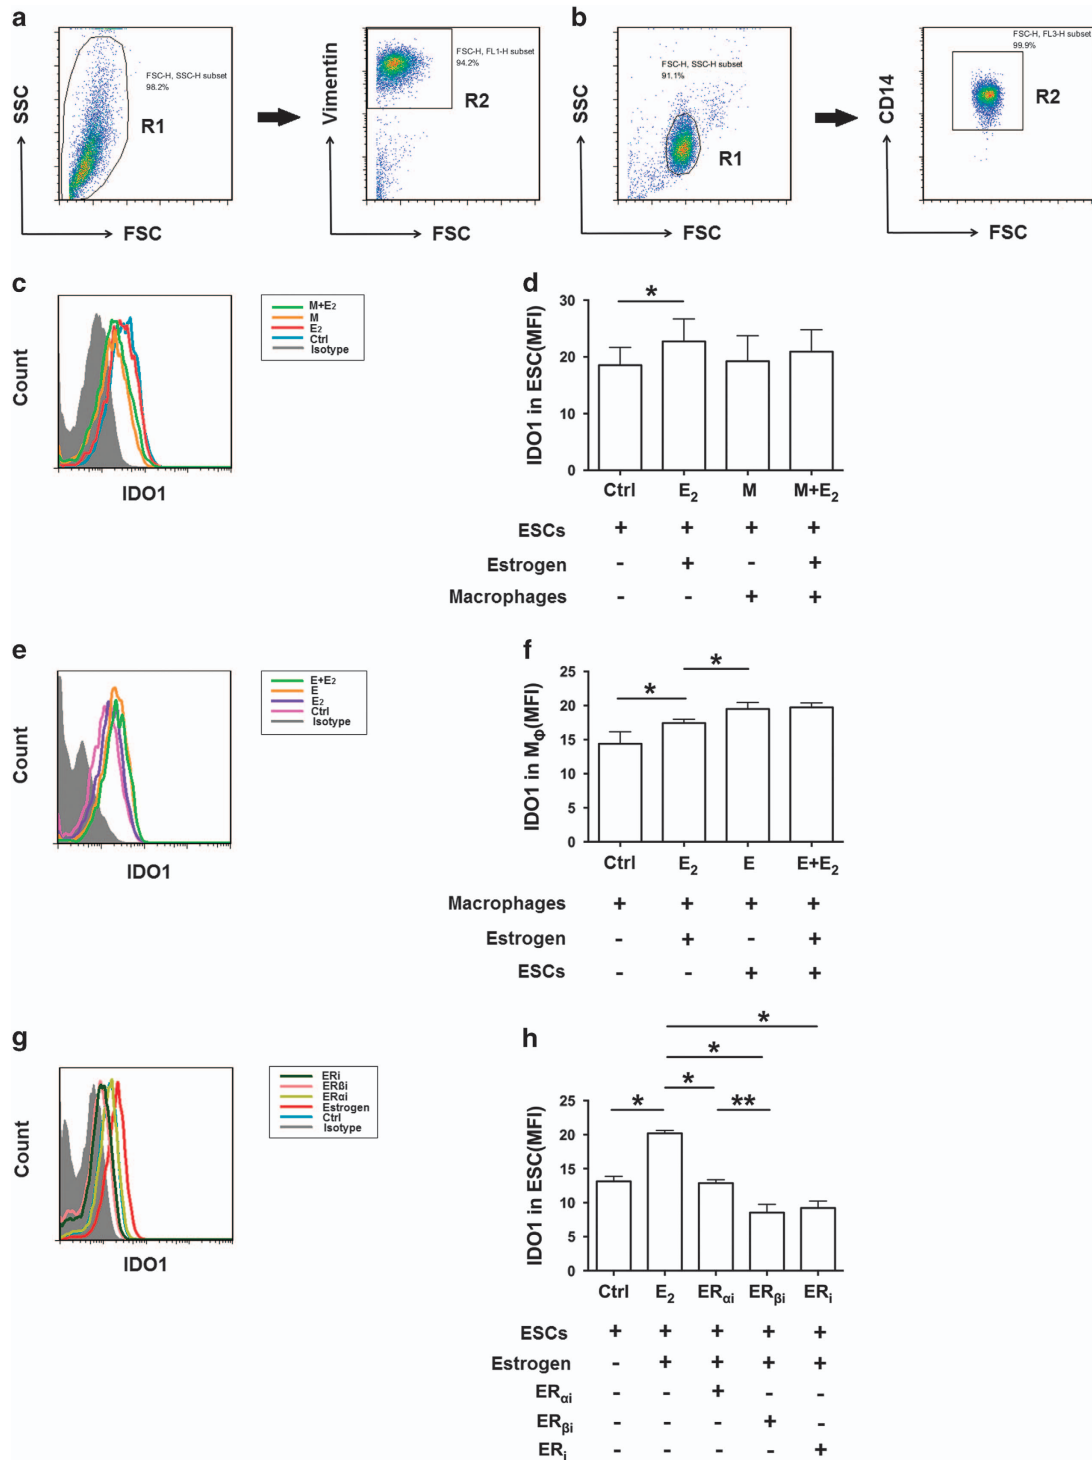 a
b
SSC
FSC-H, SSC-H subset
98.2%
R1
FSC
Vimentin
FSC-H, FL1-H subset
94.2%
R2
FSC
SSC
FSC-H, SSC-H subset
91.1%
R1
FSC
CD14
FSC-H, FL3-H subset
99.9%
R2
FSC
c
Count
IDO1
M+E₂
M
E₂
Ctrl
Isotype
d
IDO1 in ESC(MFI)
30
20
10
0
*
Ctrl E₂ M M+E₂
ESCs + + + +
Estrogen - + - +
Macrophages - - + +
e
Count
IDO1
E+E₂
E
E₂
Ctrl
Isotype
f
IDO1 in MΦ(MFI)
25
20
15
10
5
0
*
*
Ctrl E₂ E E+E₂
Macrophages + + + +
Estrogen - + - +
ESCs - - + +
g
Count
IDO1
ERi
ERβi
ERαi
Estrogen
Ctrl
Isotype
h
IDO1 in ESC(MFI)
25
20
15
10
5
0
*
*
* *
**
Ctrl E₂ ERαi ERβi ERi
ESCs + + + + +
Estrogen - + + + +
ERαi - - + - -
ERβi - - - + -
ERi - - - - +